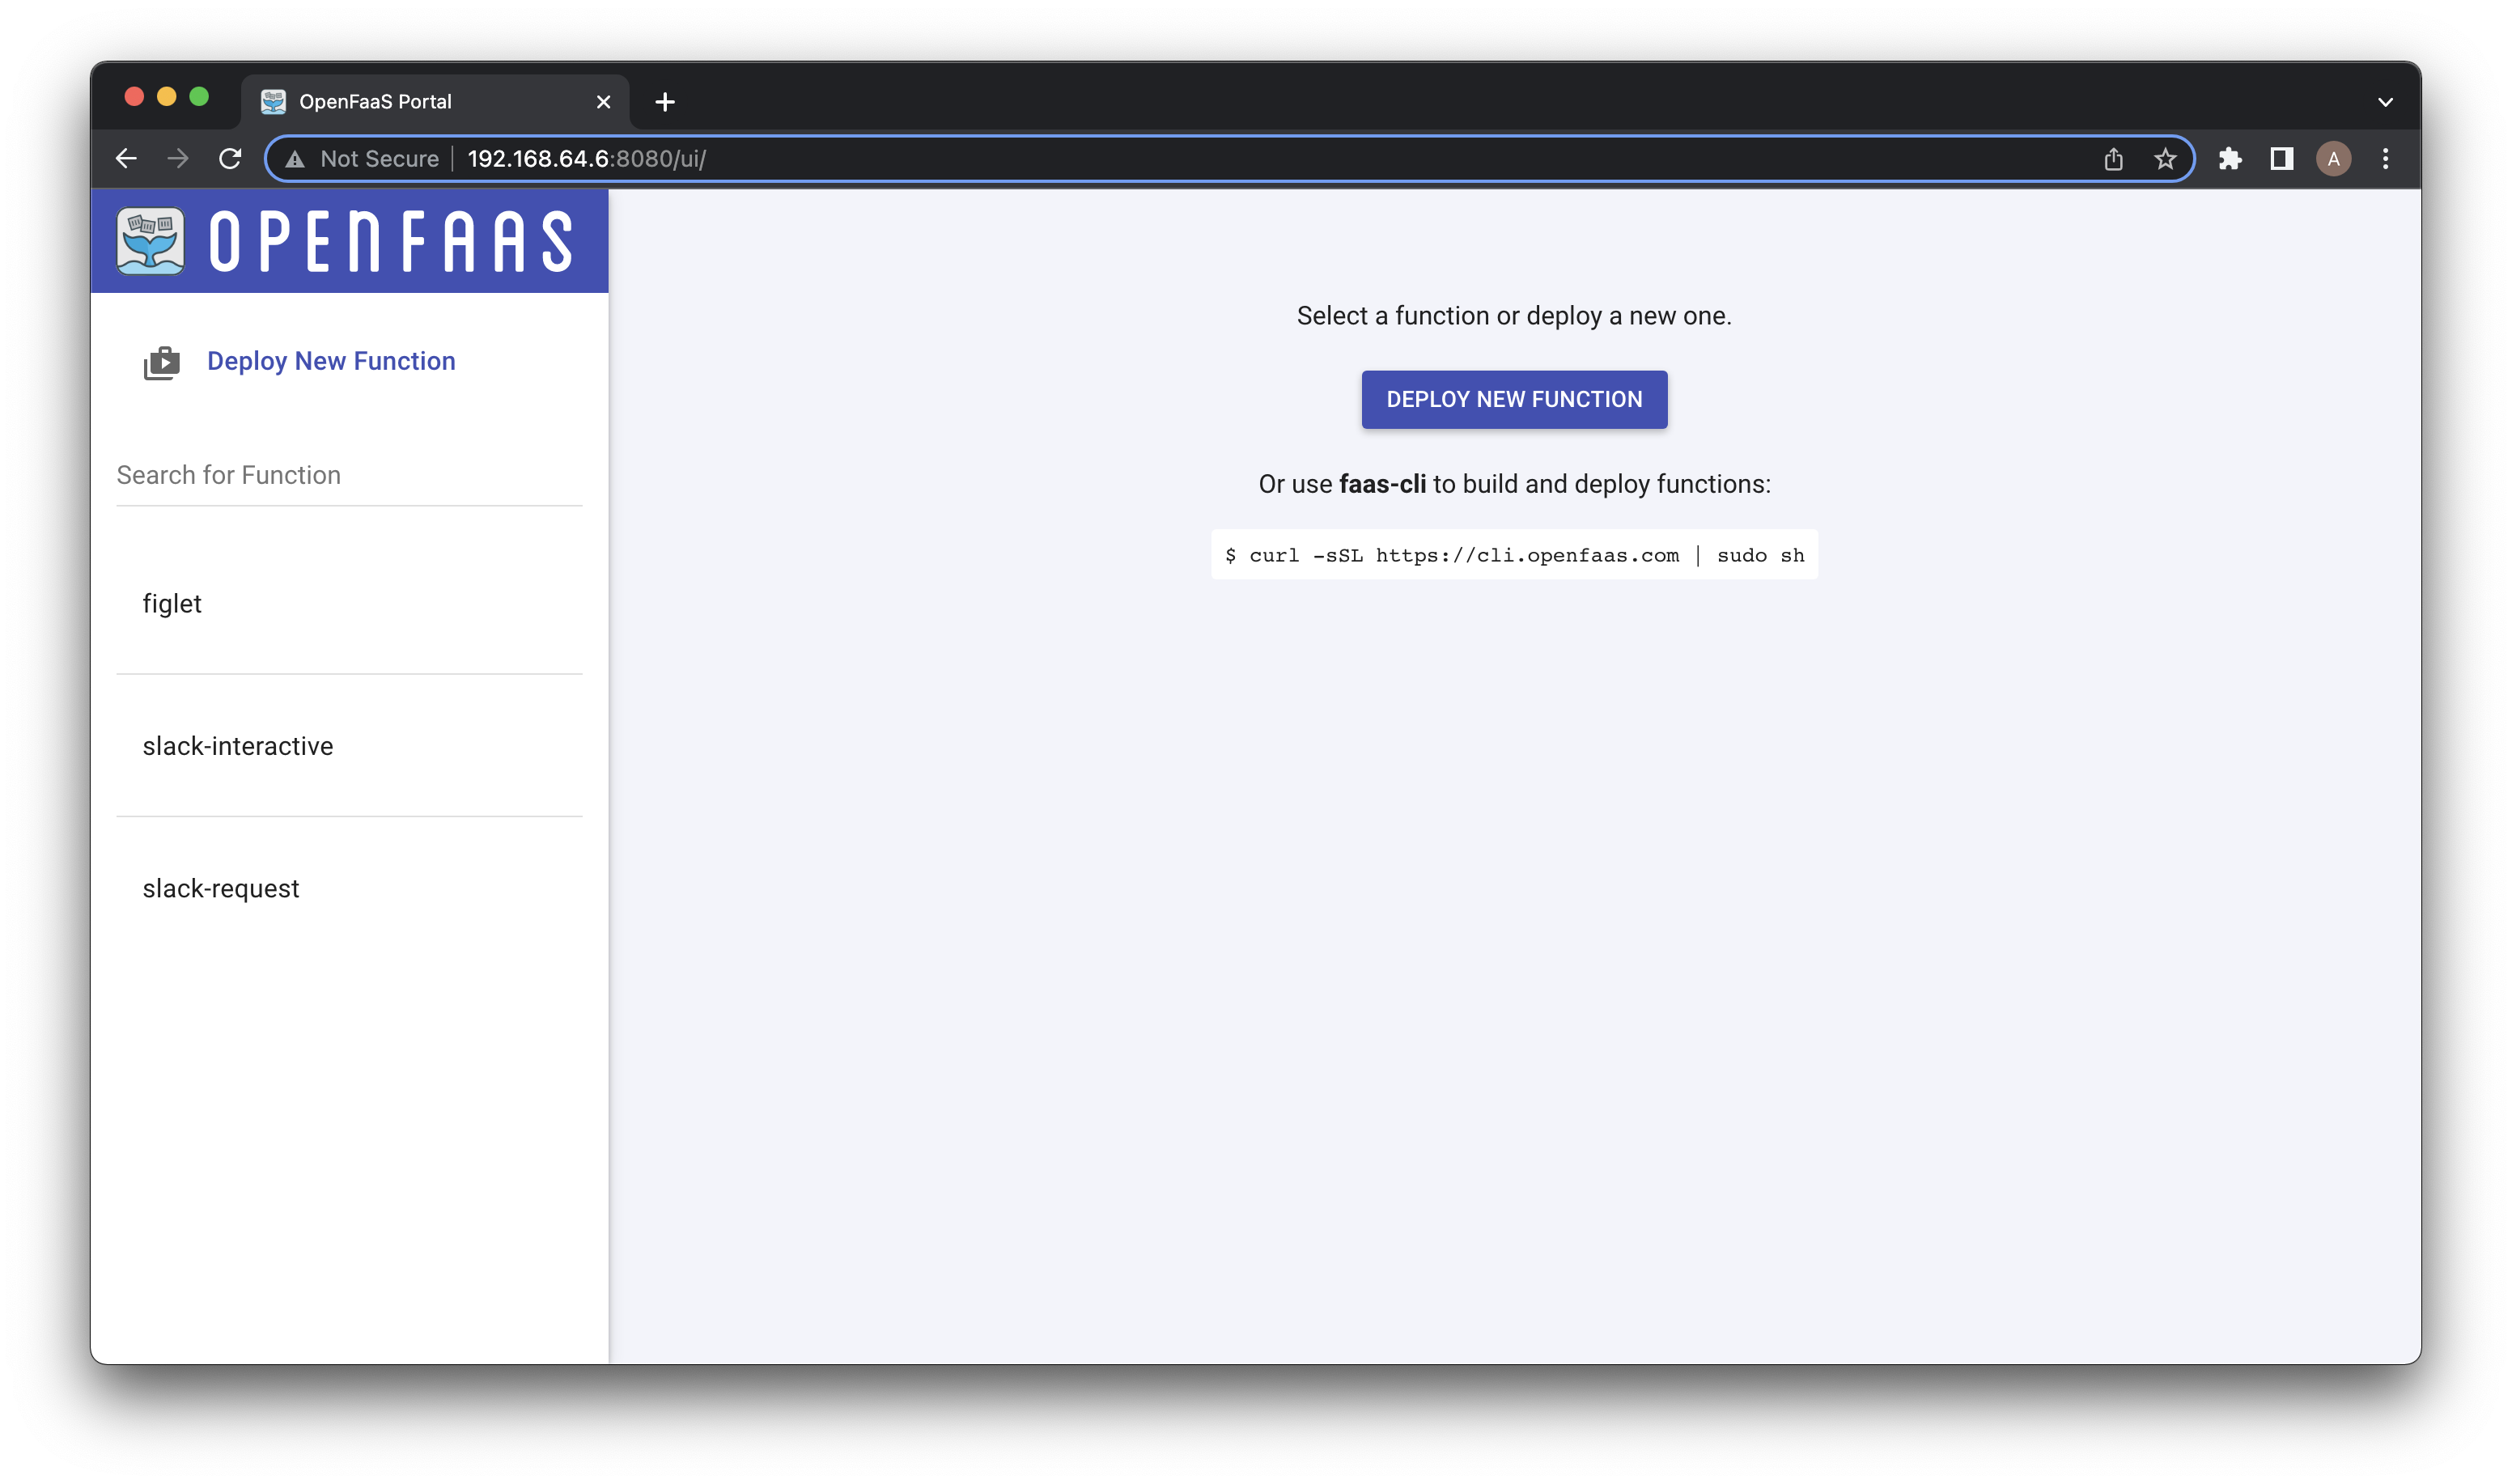 OpenFaaS Portal
Not Secure 192.168.64.6:8080/ui/
A
OPENFAAS
Deploy New Function
Search for Function
figlet
slack-interactive
slack-request
Select a function or deploy a new one.
DEPLOY NEW FUNCTION
Or use faas-cli to build and deploy functions:
$ curl -sSL https://cli.openfaas.com | sudo sh